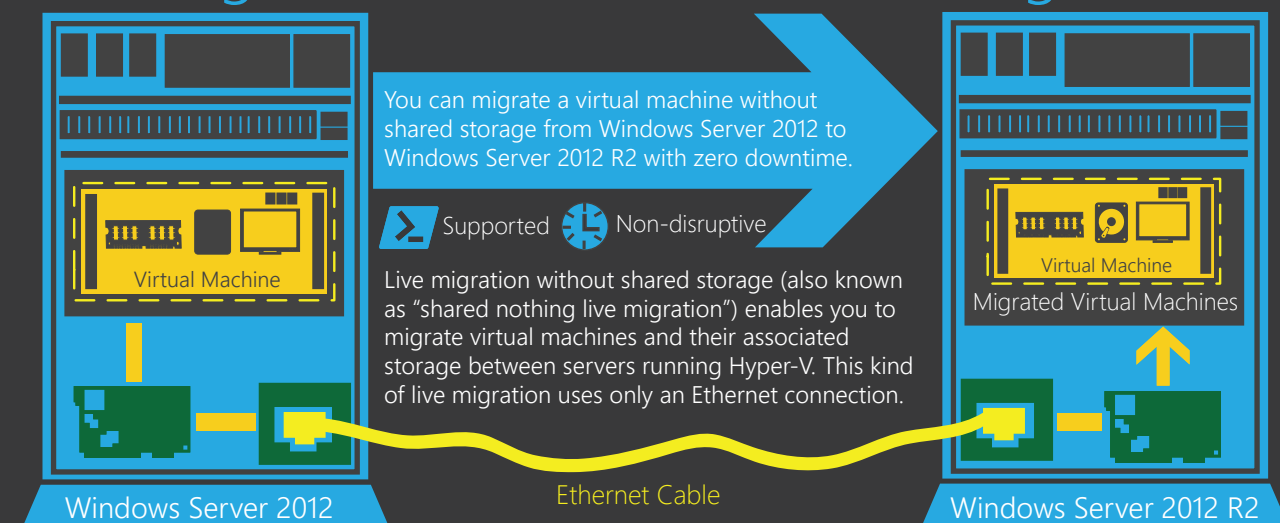 You can migrate a virtual machine without
shared storage from Windows Server 2012 to
Windows Server 2012 R2 with zero downtime.
Supported
Non-disruptive
Live migration without shared storage (also known
as “shared nothing live migration”) enables you to
migrate virtual machines and their associated
storage between servers running Hyper-V. This kind
of live migration uses only an Ethernet connection.
Virtual Machine
Virtual Machine
Migrated Virtual Machines
Ethernet Cable
Windows Server 2012
Windows Server 2012 R2